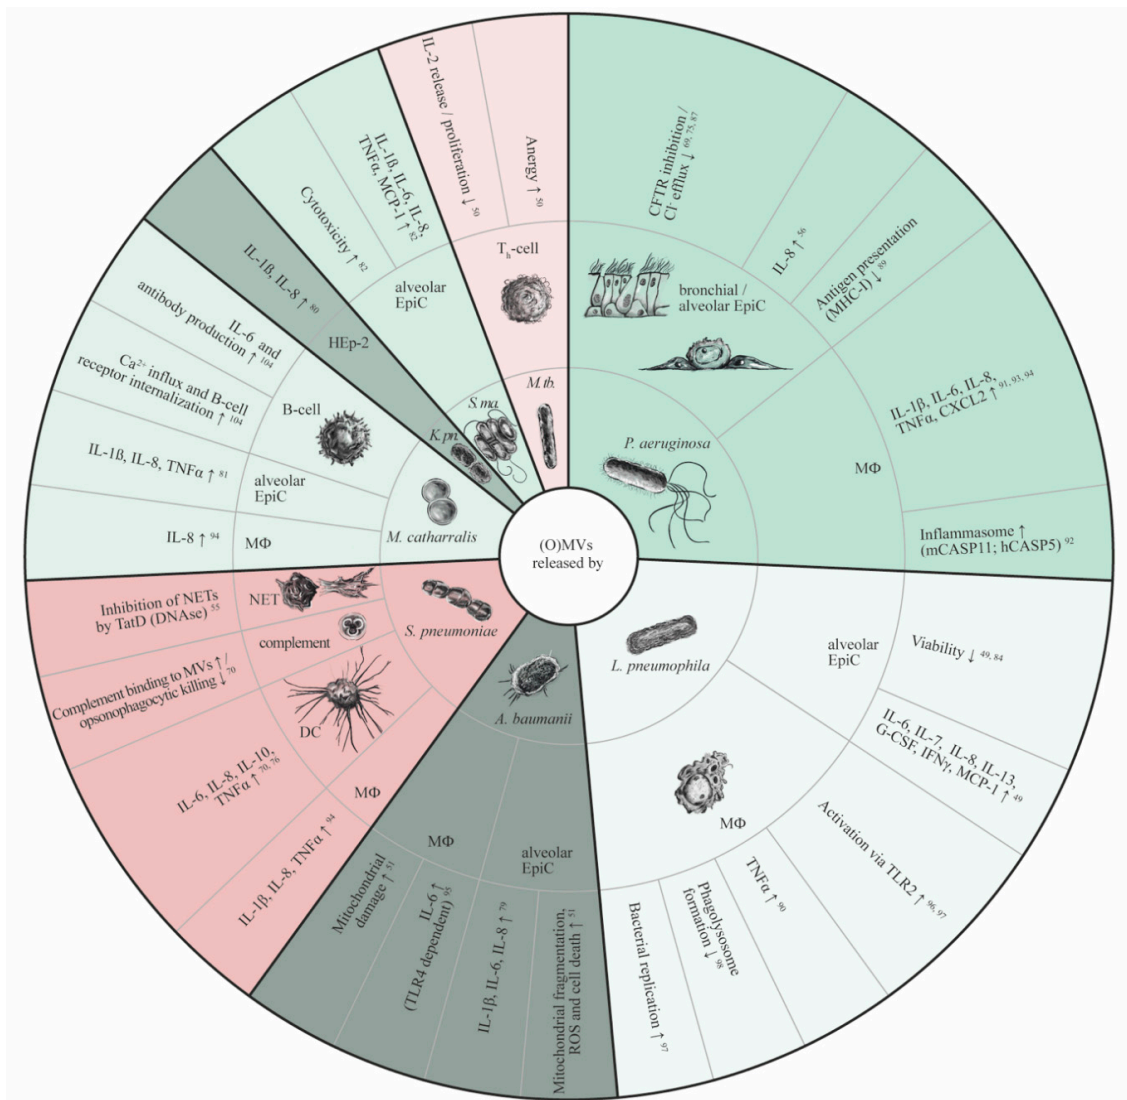 (O)MVs
released by
P. aeruginosa
bronchial /
alveolar EpiC
CFTR inhibition /
Cl⁻ efflux ↓ 69, 75, 87
IL-8 ↑ 56
Antigen presentation
(MHC-I) ↓ 89
MΦ
IL-1β, IL-6, IL-8,
TNFα, CXCL2 ↑ 91, 93, 94
Inflammasome ↑
(mCASP11; hCASP5) 92
L. pneumophila
alveolar
EpiC
Viability ↓ 49, 84
IL-6, IL-7, IL-8, IL-13,
G-CSF, IFNγ, MCP-1 ↑ 49
MΦ
Activation via TLR2 ↑ 96, 97
TNFα ↑ 90
Phagolysosome
formation ↓ 98
Bacterial replication ↑ 97
A. baumanii
alveolar
EpiC
Mitochondrial fragmentation,
ROS and cell death ↑ 51
IL-1β, IL-6, IL-8 ↑ 79
MΦ
IL-6 ↑
(TLR4 dependent) 95
Mitochondrial
damage ↑ 51
S. pneumoniae
MΦ
IL-1β, IL-8, TNFα ↑ 94
DC
IL-6, IL-8, IL-10,
TNFα ↑ 70, 76
complement
Complement binding to MVs ↑/
opsonophagocytic killing ↓ 70
NET
Inhibition of NETs
by TatD (DNAse) 55
M. catharralis
MΦ
IL-8 ↑ 94
alveolar
EpiC
IL-1ß, IL-8, TNFα ↑ 81
B-cell
Ca²⁺ influx and B-cell
receptor internalization ↑ 104
IL-6 and
antibody production ↑ 104
K. pn.
HEp-2
IL-1β, IL-8 ↑ 80
S. ma.
alveolar
EpiC
Cytotoxicity ↑ 82
IL-1ß, IL-6, IL-8,
TNFα, MCP-1 ↑ 82
M. tb.
Tₕ-cell
IL-2 release / proliferation ↓ 50
Anergy ↑ 50